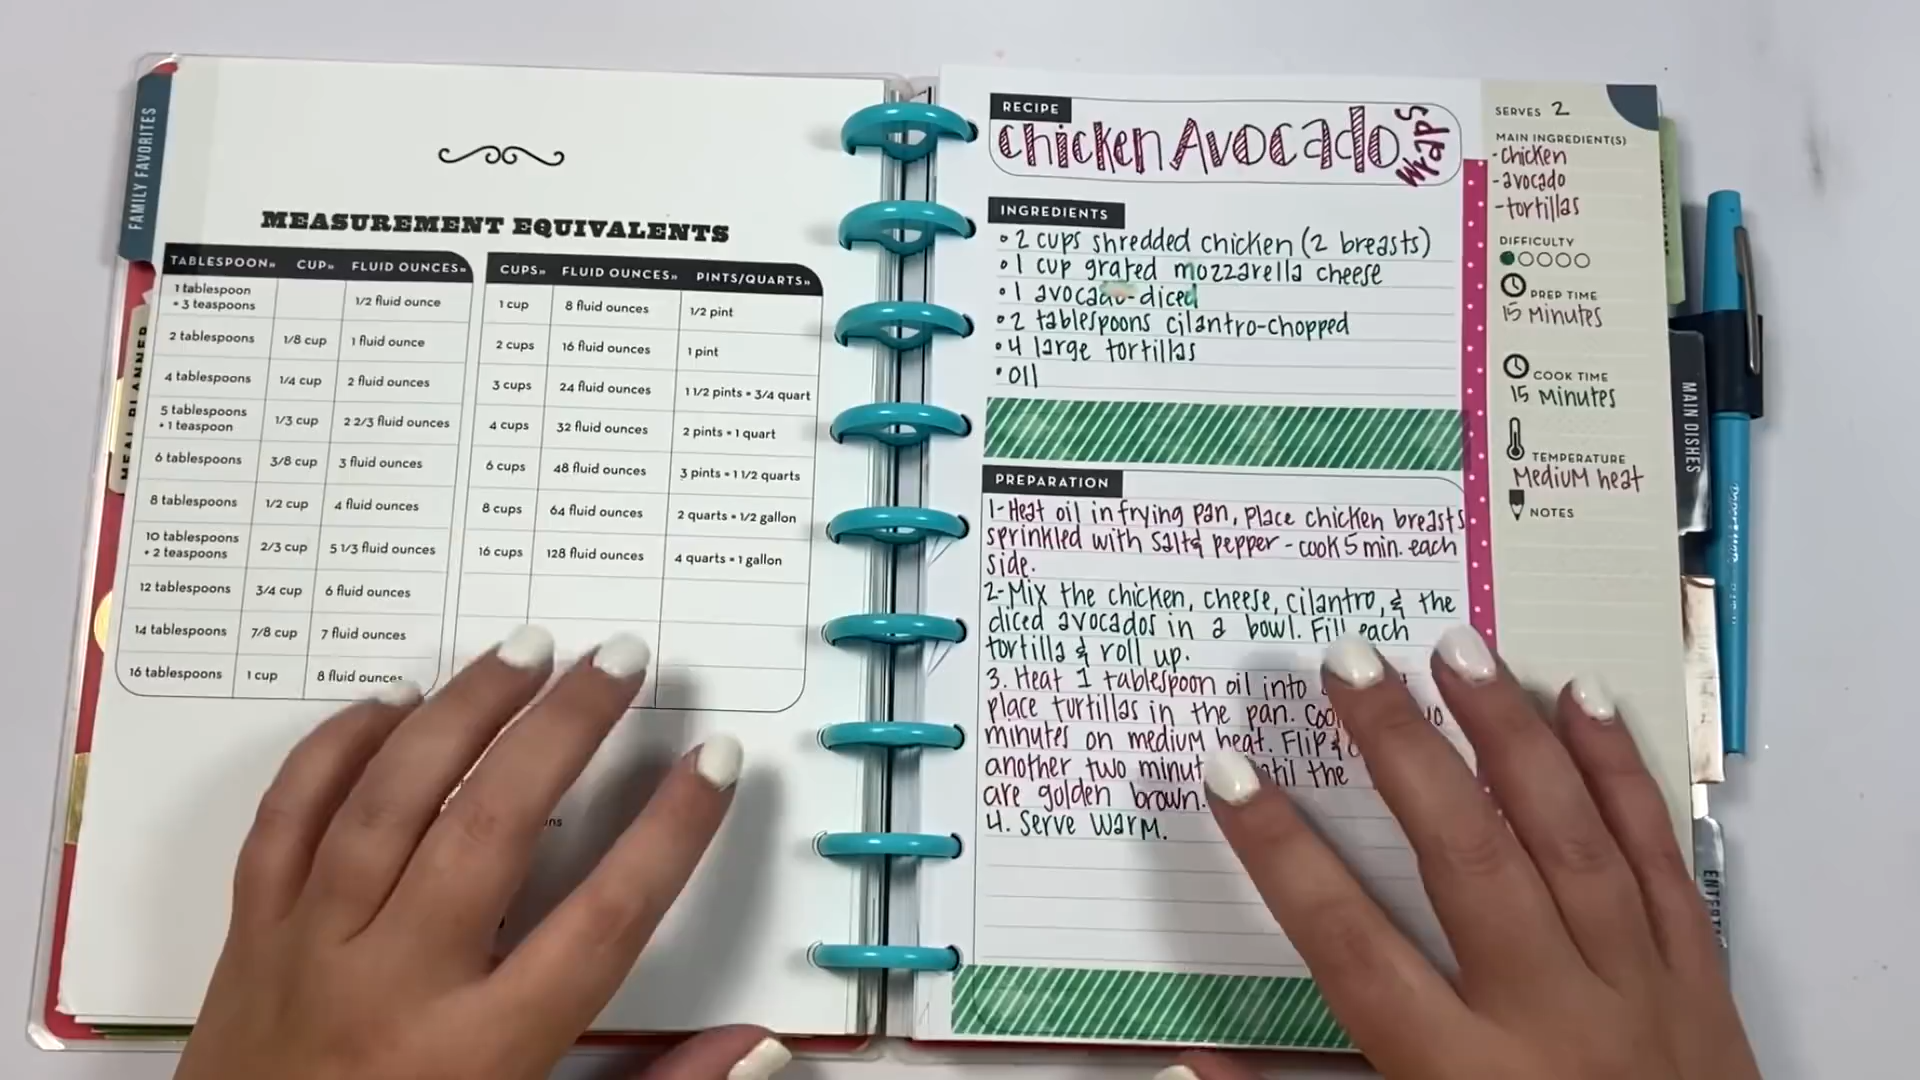 FAMILY FAVORITES
MEAL PLANNER
MEASUREMENT EQUIVALENTS
TABLESPOON» CUP» FLUID OUNCES»
1 tablespoon = 3 teaspoons 1/2 fluid ounce
2 tablespoons 1/8 cup 1 fluid ounce
4 tablespoons 1/4 cup 2 fluid ounces
5 tablespoons + 1 teaspoon 1/3 cup 2 2/3 fluid ounces
6 tablespoons 3/8 cup 3 fluid ounces
8 tablespoons 1/2 cup 4 fluid ounces
10 tablespoons + 2 teaspoons 2/3 cup 5 1/3 fluid ounces
12 tablespoons 3/4 cup 6 fluid ounces
14 tablespoons 7/8 cup 7 fluid ounces
16 tablespoons 1 cup 8 fluid ounces
CUPS» FLUID OUNCES» PINTS/QUARTS»
1 cup 8 fluid ounces 1/2 pint
2 cups 16 fluid ounces 1 pint
3 cups 24 fluid ounces 1 1/2 pints = 3/4 quart
4 cups 32 fluid ounces 2 pints = 1 quart
6 cups 48 fluid ounces 3 pints = 1 1/2 quarts
8 cups 64 fluid ounces 2 quarts = 1/2 gallon
16 cups 128 fluid ounces 4 quarts = 1 gallon
RECIPE
Chicken Avocado Wraps
INGREDIENTS
• 2 cups shredded chicken (2 breasts)
• 1 cup grated mozzarella cheese
• 1 avocado-diced
• 2 tablespoons cilantro-chopped
• 4 large tortillas
• oil
PREPARATION
1-Heat oil in frying pan, place chicken breasts
sprinkled with salt & pepper - cook 5 min. each
side.
2-Mix the chicken, cheese, cilantro, & the
diced avocados in a bowl. Fill each
tortilla & roll up.
3. Heat 1 tablespoon oil into
place turtillas in the pan.
minutes on medium heat. Flip &
another two the
are golden brown.
4. Serve warm.
SERVES 2
MAIN INGREDIENT(S)
-chicken
-avocado
-tortillas
DIFFICULTY
PREP TIME
15 Minutes
COOK TIME
15 Minutes
TEMPERATURE
Medium heat
NOTES
MAIN DISHES